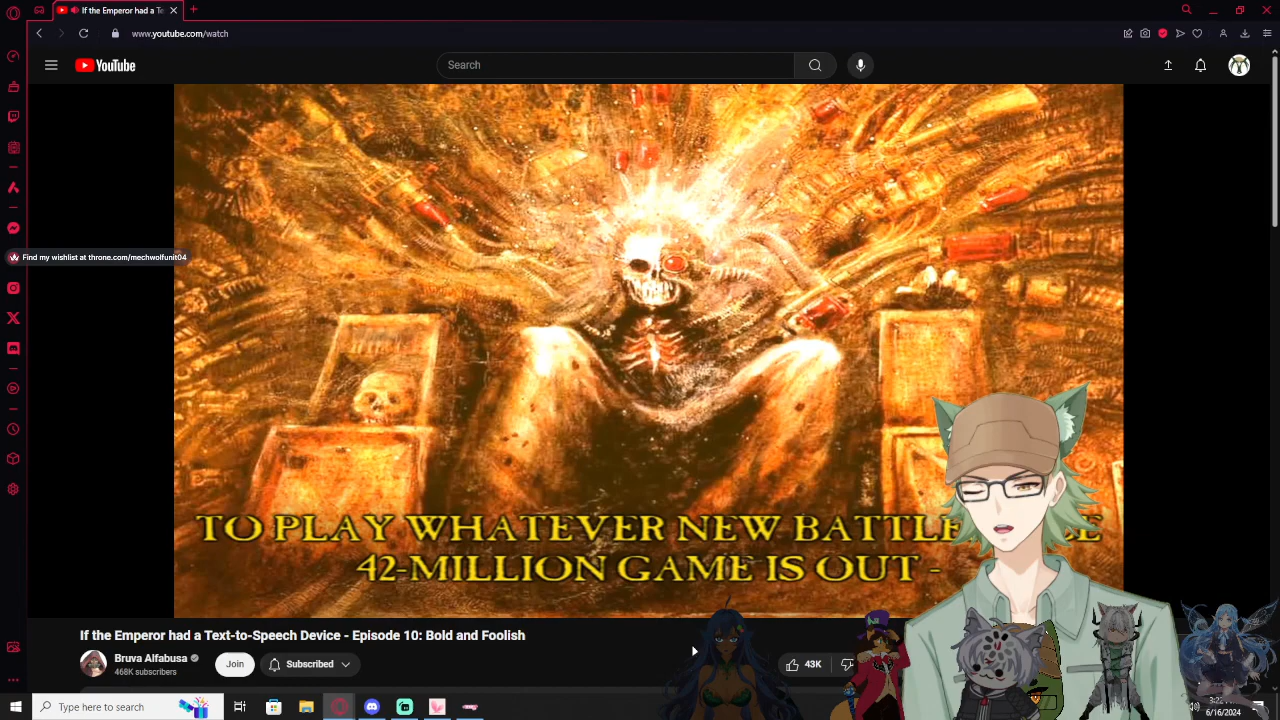 If the Emperor had a Te
www.youtube.com/watch
YouTube
Search
Find my wishlist at throne.com/mechwolfunit04
TO PLAY WHATEVER NEW BATTLE
42-MILLION GAME IS OUT -
If the Emperor had a Text-to-Speech Device - Episode 10: Bold and Foolish
Bruva Alfabusa
468K subscribers
Join
Subscribed
43K
Type here to search
6/16/2024